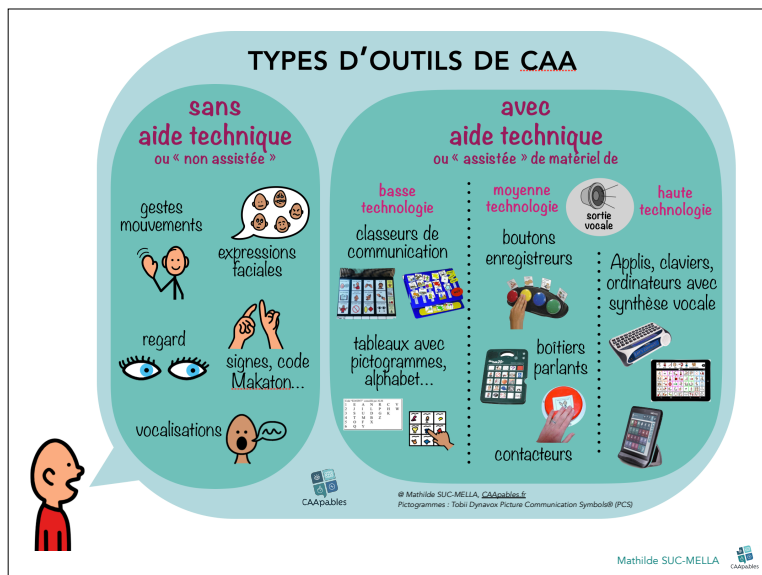 TYPES D'OUTILS DE CAA
sans
aide technique
ou « non assistée »
gestes
mouvements
expressions
faciales
regard
signes, code
Makaton...
vocalisations
avec
aide technique
ou « assistée » de matériel de
basse
technologie
classeurs de
communication
tableaux avec
pictogrammes,
alphabet...
moyenne
technologie
sortie
vocale
boutons
enregistreurs
boîtiers
parlants
contacteurs
haute
technologie
Applis, claviers,
ordinateurs avec
synthèse vocale
CAApables
@ Mathilde SUC-MELLA, CAApables.fr
Pictogrammes : Tobii Dynavox Picture Communication Symbols® (PCS)
Mathilde SUC-MELLA
CAApables